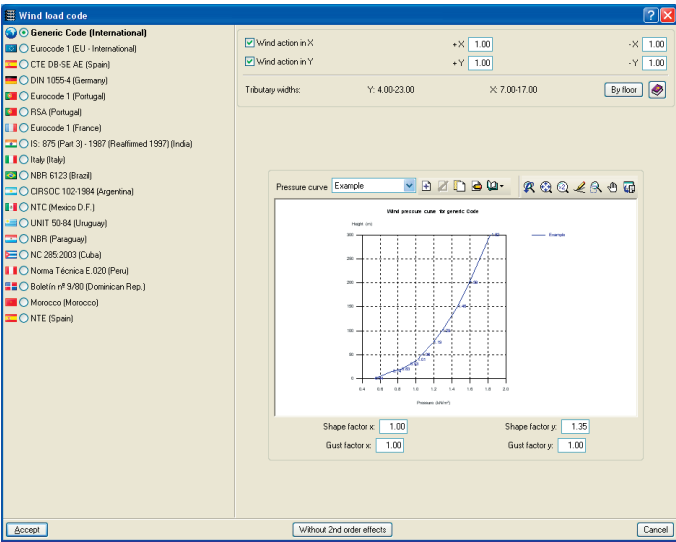 Wind load code
Generic Code (International)
Eurocode 1 (EU - International)
CTE DB-SE AE (Spain)
DIN 1055-4 (Germany)
Eurocode 1 (Portugal)
RSA (Portugal)
Eurocode 1 (France)
IS: 875 (Part 3) - 1987 (Reaffirmed 1997) (India)
Italy (Italy)
NBR 6123 (Brazil)
CIRSOC 102-1984 (Argentina)
NTC (Mexico D.F.)
UNIT 50-84 (Uruguay)
NBR (Paraguay)
NC 285:2003 (Cuba)
Norma Técnica E.020 (Peru)
Boletín nº 9/80 (Dominican Rep.)
Morocco (Morocco)
NTE (Spain)
Wind action in X +X 1.00 -X 1.00
Wind action in Y +Y 1.00 -Y 1.00
Tributary widths: Y: 4.00-23.00 X: 7.00-17.00 By floor
Pressure curve Example
Wind pressure curve for generic Code
Height (m)
Example
300
250
200
150
100
50
0
0.4 0.6 0.8 1.0 1.2 1.4 1.6 1.8 2.0
Pressure (kN/m²)
Shape factor x: 1.00 Shape factor y: 1.35
Gust factor x: 1.00 Gust factor y: 1.00
Accept Without 2nd order effects Cancel